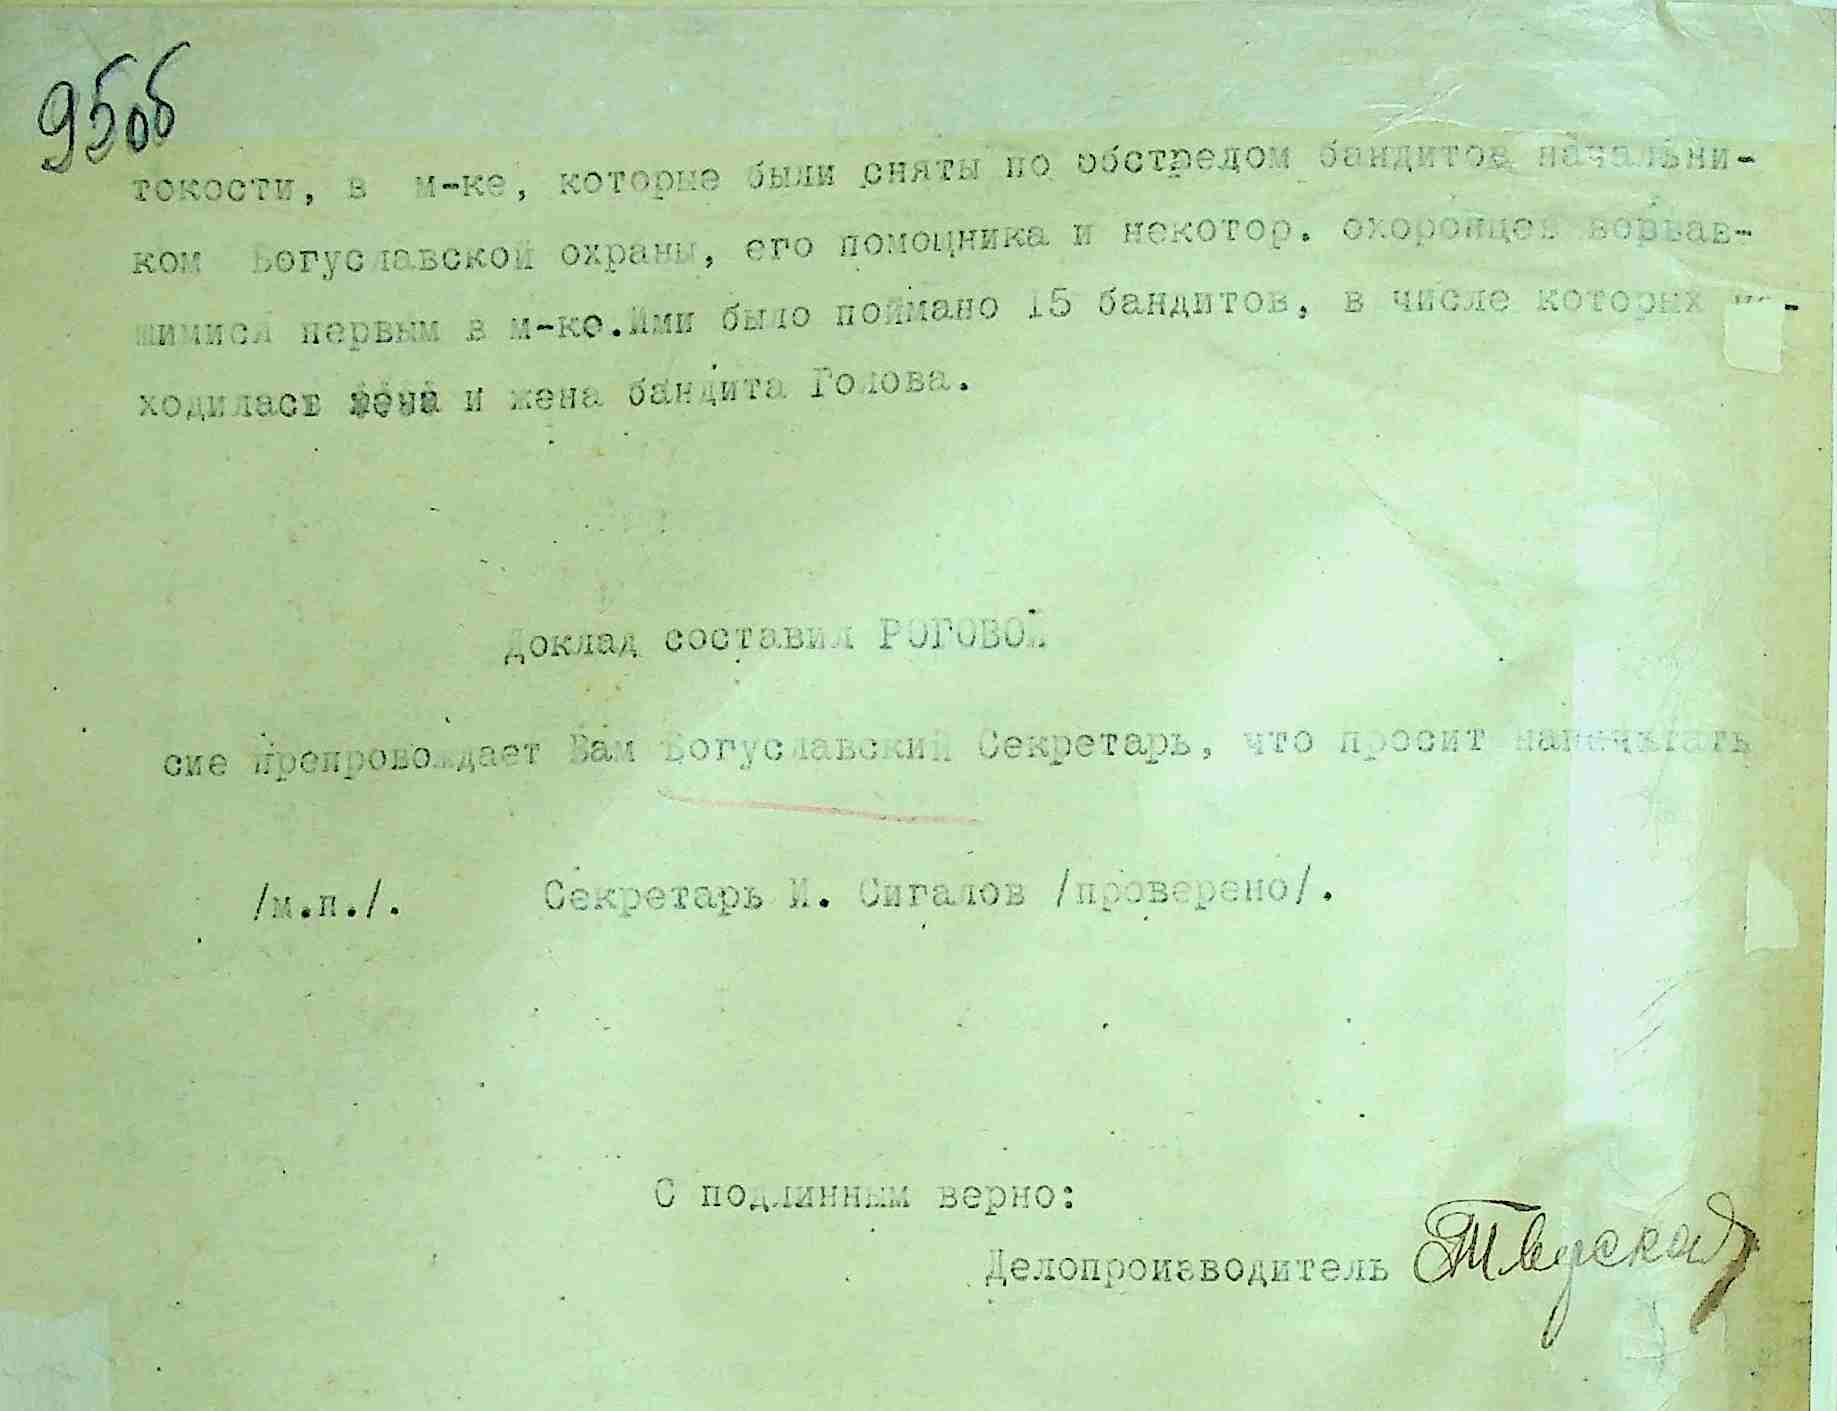 95об
токости, в м-ке, которые были сняты по обстрелом бандитов начальни-
ком Богуславской охраны, его помощника и некотор. охоронцев ворвав-
шимися первым в м-ке. Ими было поймано 15 бандитов, в числе которых на-
ходилась жена и жена бандита Голова.
Доклад составил РОГОВОЙ
сие препровождает Вам Богуславский Секретарь, что просит напечатать
/м.п./. Секретарь И. Сигалов /проверено/.
С подлинным верно:
Делопроизводитель